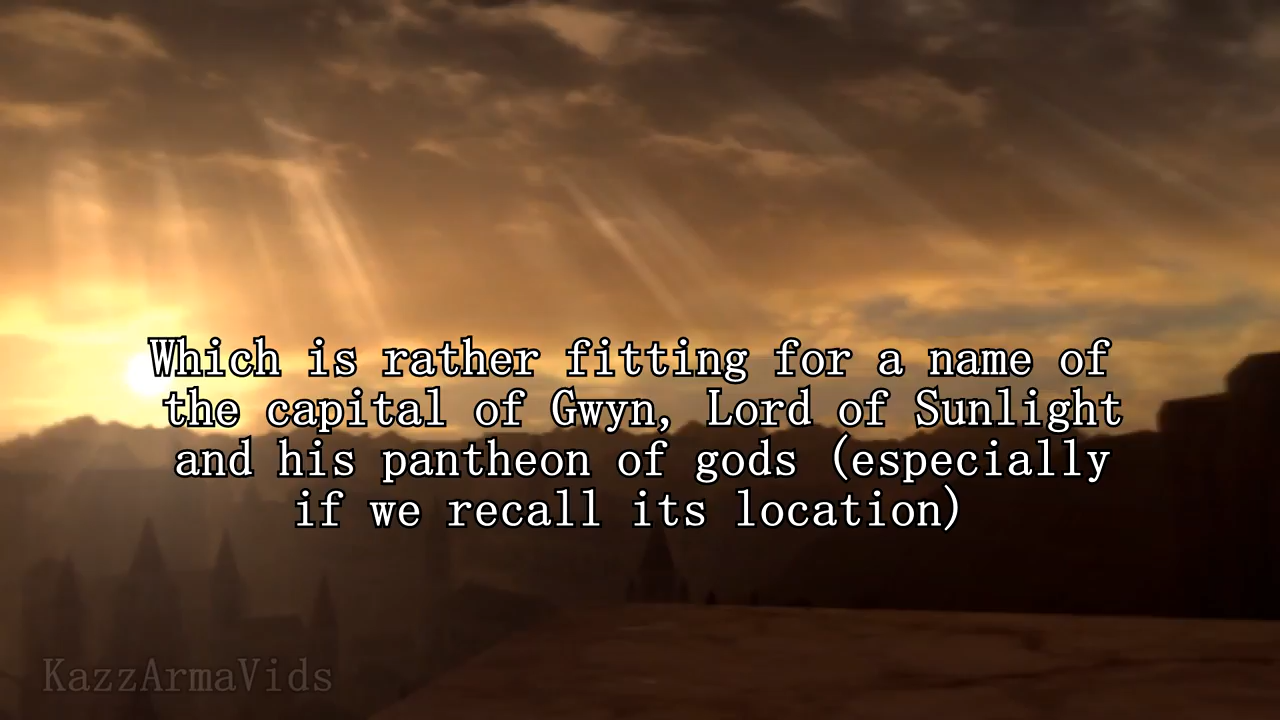 Which is rather fitting for a name of
the capital of Gwyn, Lord of Sunlight
and his pantheon of gods (especially
if we recall its location)
KazzArmaVids